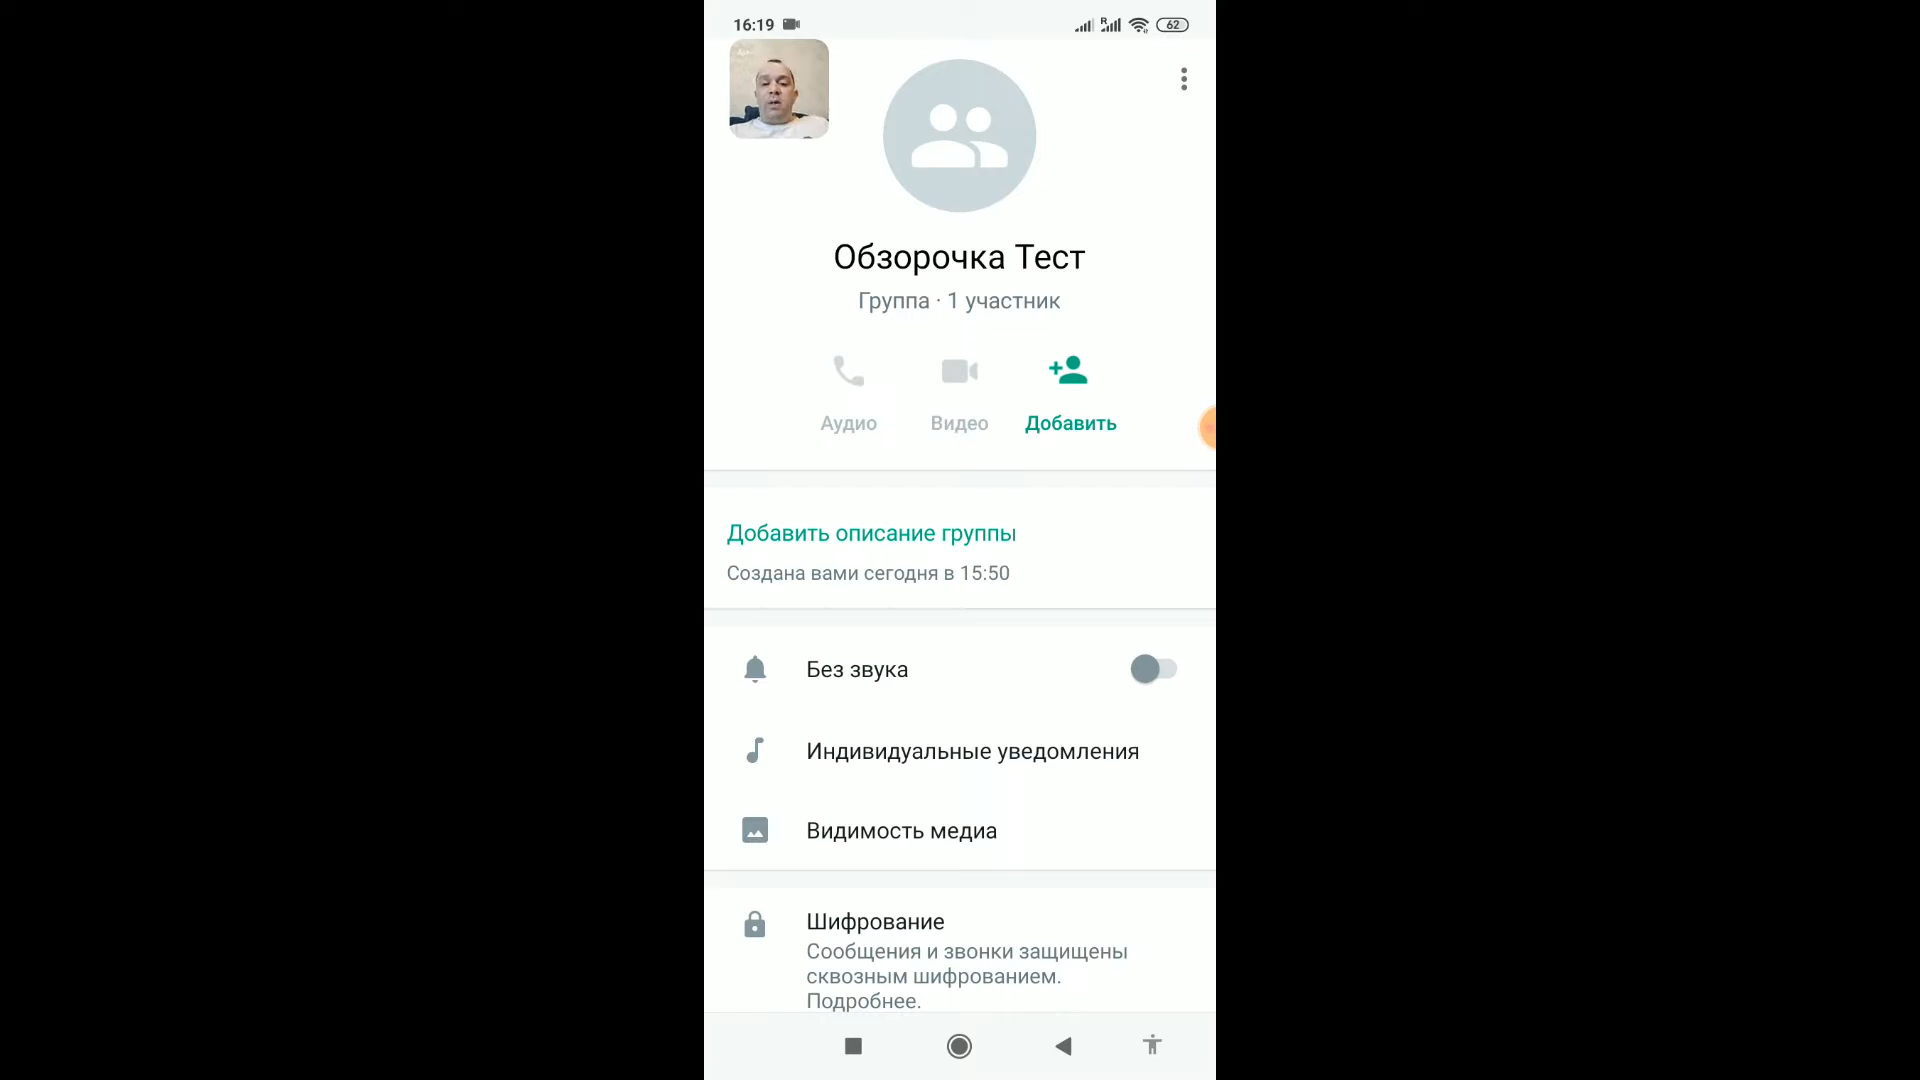 16:19
R
62
Обзорочка Тест
Группа · 1 участник
Аудио
Видео
Добавить
Добавить описание группы
Создана вами сегодня в 15:50
Без звука
Индивидуальные уведомления
Видимость медиа
Шифрование
Сообщения и звонки защищены
сквозным шифрованием.
Подробнее.